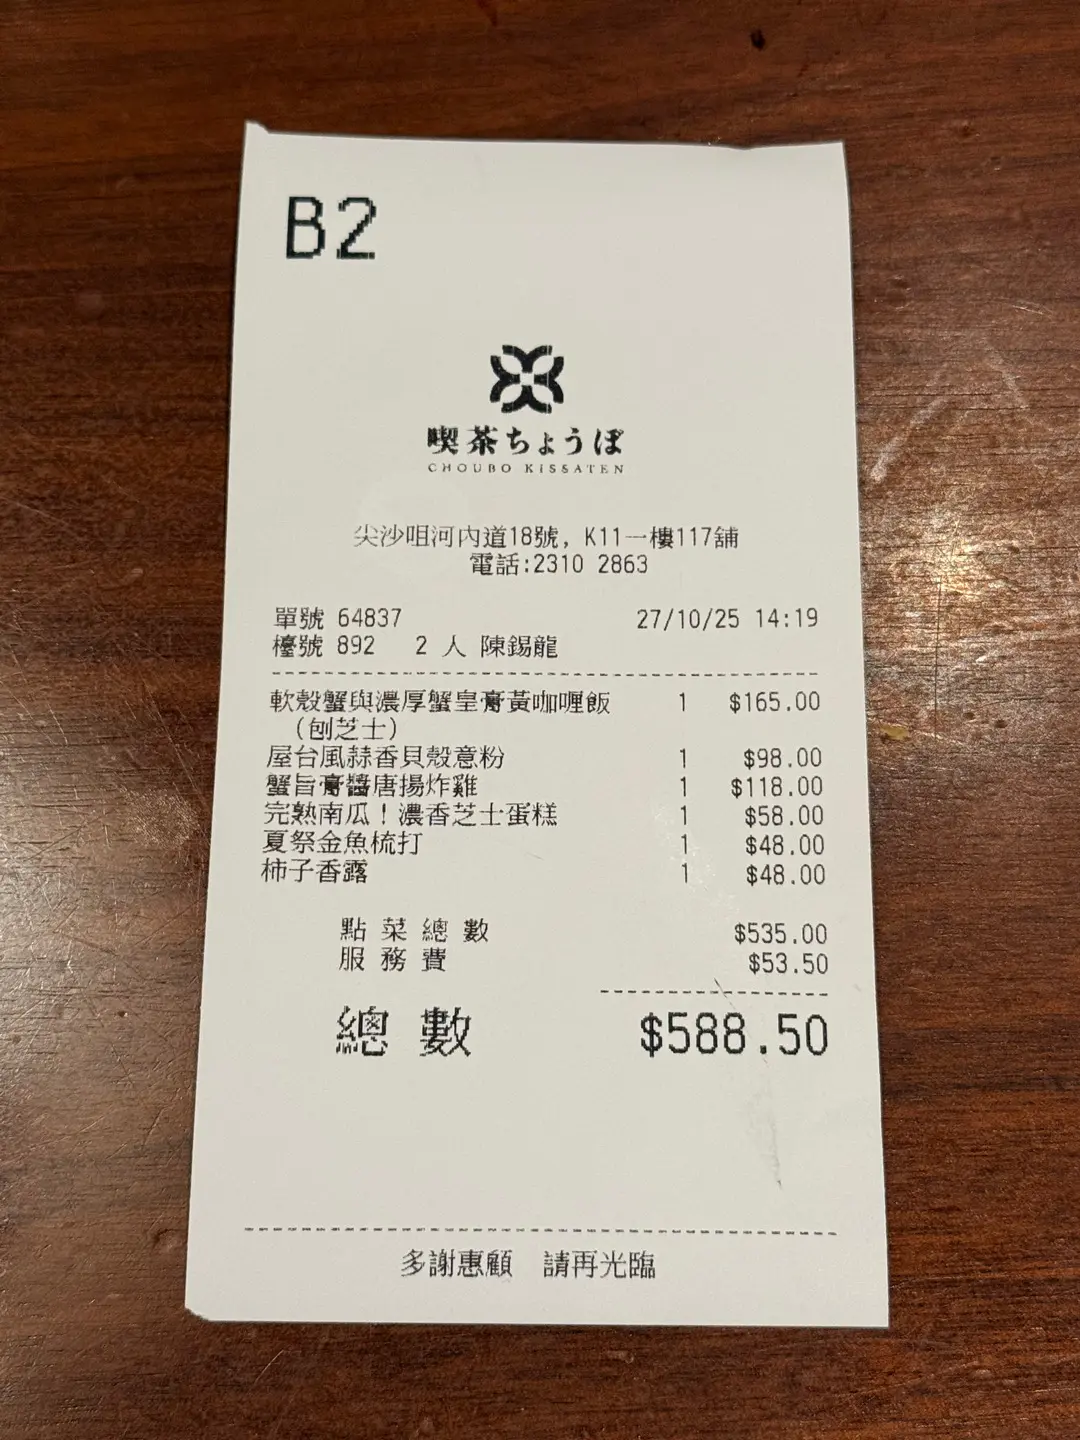 B2
喫茶ちょうぼ
CHOUBO KISSATEN
尖沙咀河內道18號, K11一樓117舖
電話:2310 2863
單號 64837 27/10/25 14:19
檯號 892 2 人 陳錫龍
軟殼蟹與濃厚蟹皇膏黃咖喱飯 1 $165.00
(刨芝士)
屋台風蒜香貝殼意粉 1 $98.00
蟹旨膏醬唐揚炸雞 1 $118.00
完熟南瓜！濃香芝士蛋糕 1 $58.00
夏祭金魚梳打 1 $48.00
柿子香露 1 $48.00
點 菜 總 數 $535.00
服 務 費 $53.50
總 數 $588.50
多謝惠顧 請再光臨